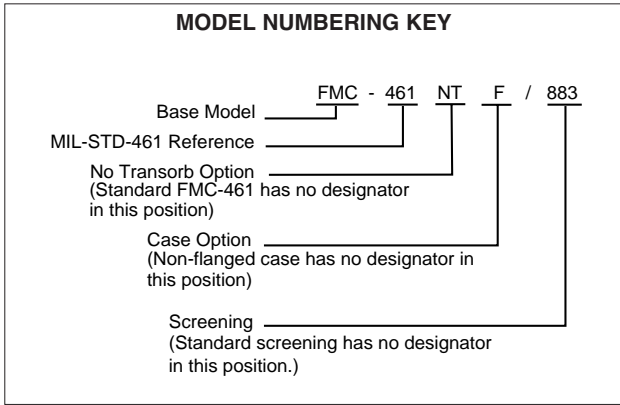 MODEL NUMBERING KEY
FMC - 461 NT F / 883
Base Model
MIL-STD-461 Reference
No Transorb Option
(Standard FMC-461 has no designator
in this position)
Case Option
(Non-flanged case has no designator in
this position)
Screening
(Standard screening has no designator
in this position.)